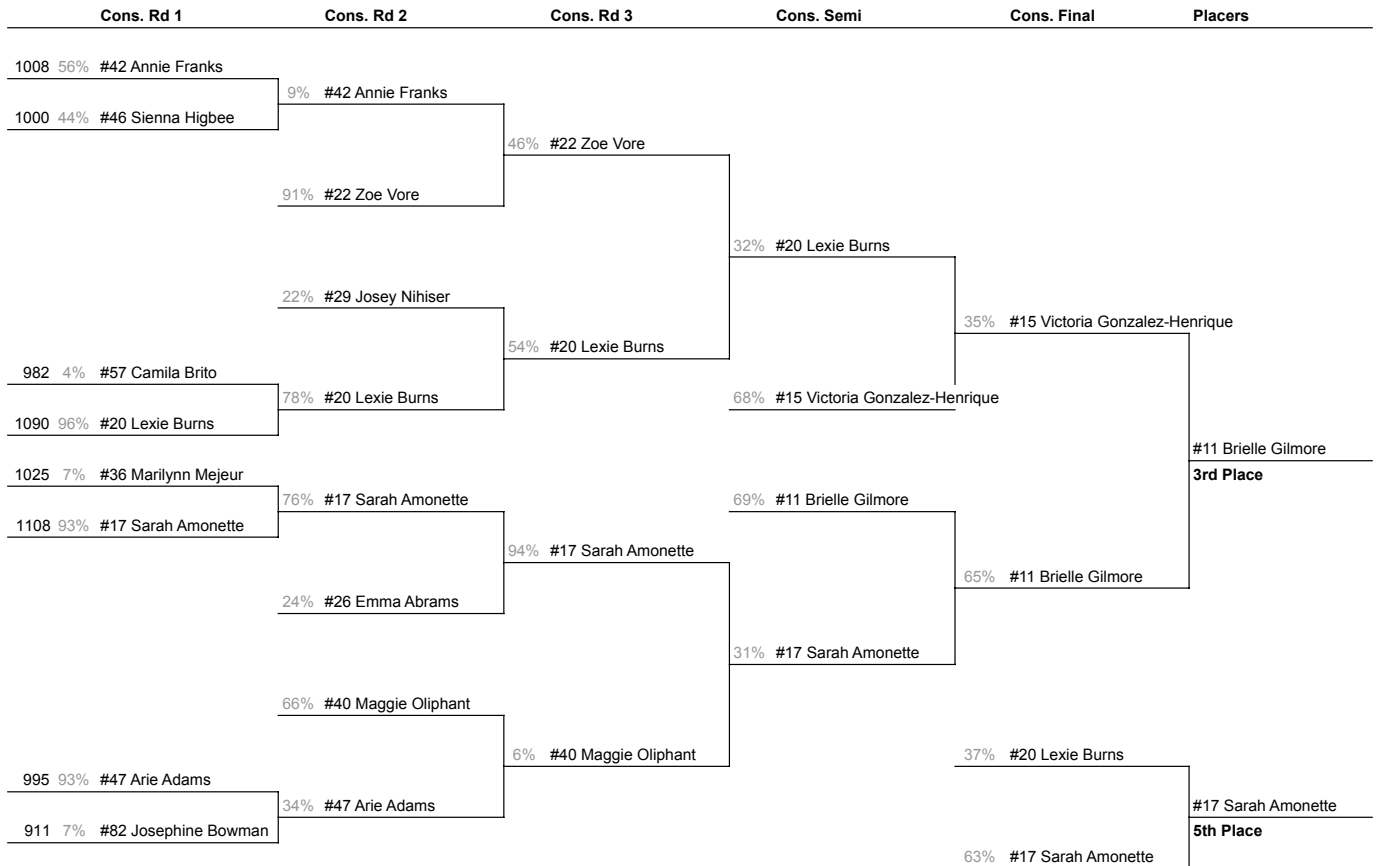 Cons. Rd 1 Cons. Rd 2 Cons. Rd 3 Cons. Semi Cons. Final Placers
1008 56% #42 Annie Franks
9% #42 Annie Franks
1000 44% #46 Sienna Higbee
46% #22 Zoe Vore
91% #22 Zoe Vore
32% #20 Lexie Burns
22% #29 Josey Nihiser
35% #15 Victoria Gonzalez-Henrique
54% #20 Lexie Burns
982 4% #57 Camila Brito
78% #20 Lexie Burns 68% #15 Victoria Gonzalez-Henrique
1090 96% #20 Lexie Burns
#11 Brielle Gilmore
1025 7% #36 Marilynn Mejeur
3rd Place
76% #17 Sarah Amonette 69% #11 Brielle Gilmore
1108 93% #17 Sarah Amonette
94% #17 Sarah Amonette
65% #11 Brielle Gilmore
24% #26 Emma Abrams
31% #17 Sarah Amonette
66% #40 Maggie Oliphant
6% #40 Maggie Oliphant 37% #20 Lexie Burns
995 93% #47 Arie Adams
34% #47 Arie Adams #17 Sarah Amonette
911 7% #82 Josephine Bowman 5th Place
63% #17 Sarah Amonette